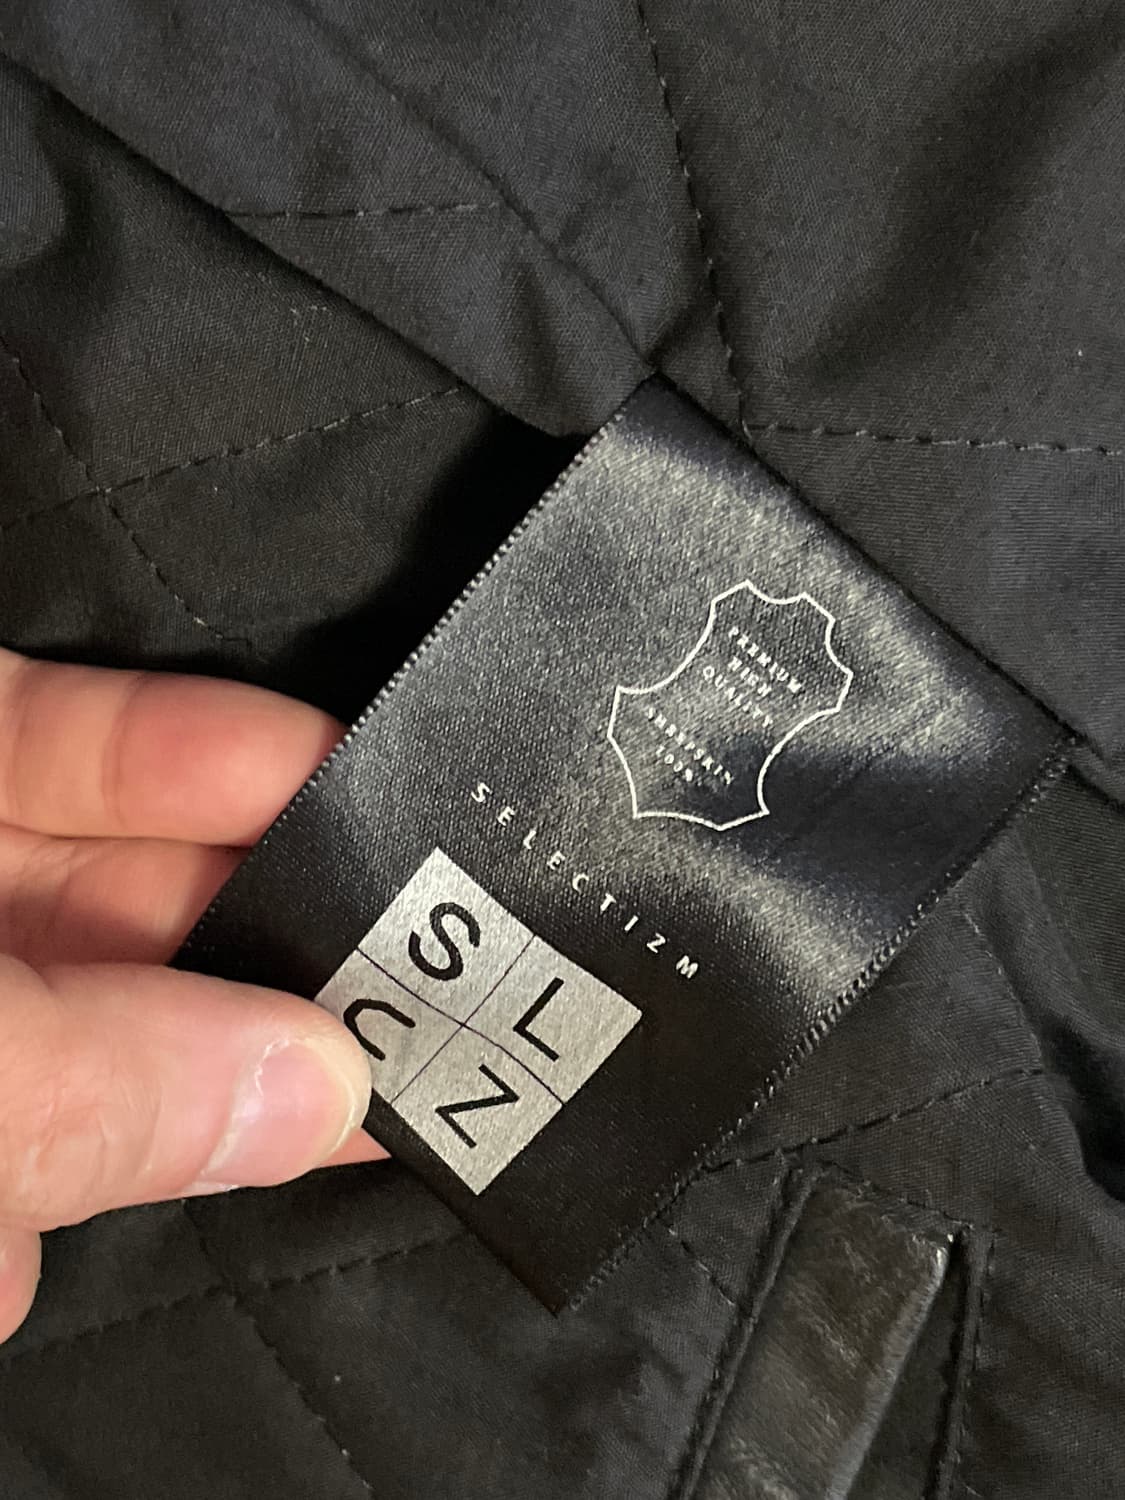 PREMIUM
HIGH
QUALITY
SHEEPSKIN
100%
SELECTIZM
S L
C Z